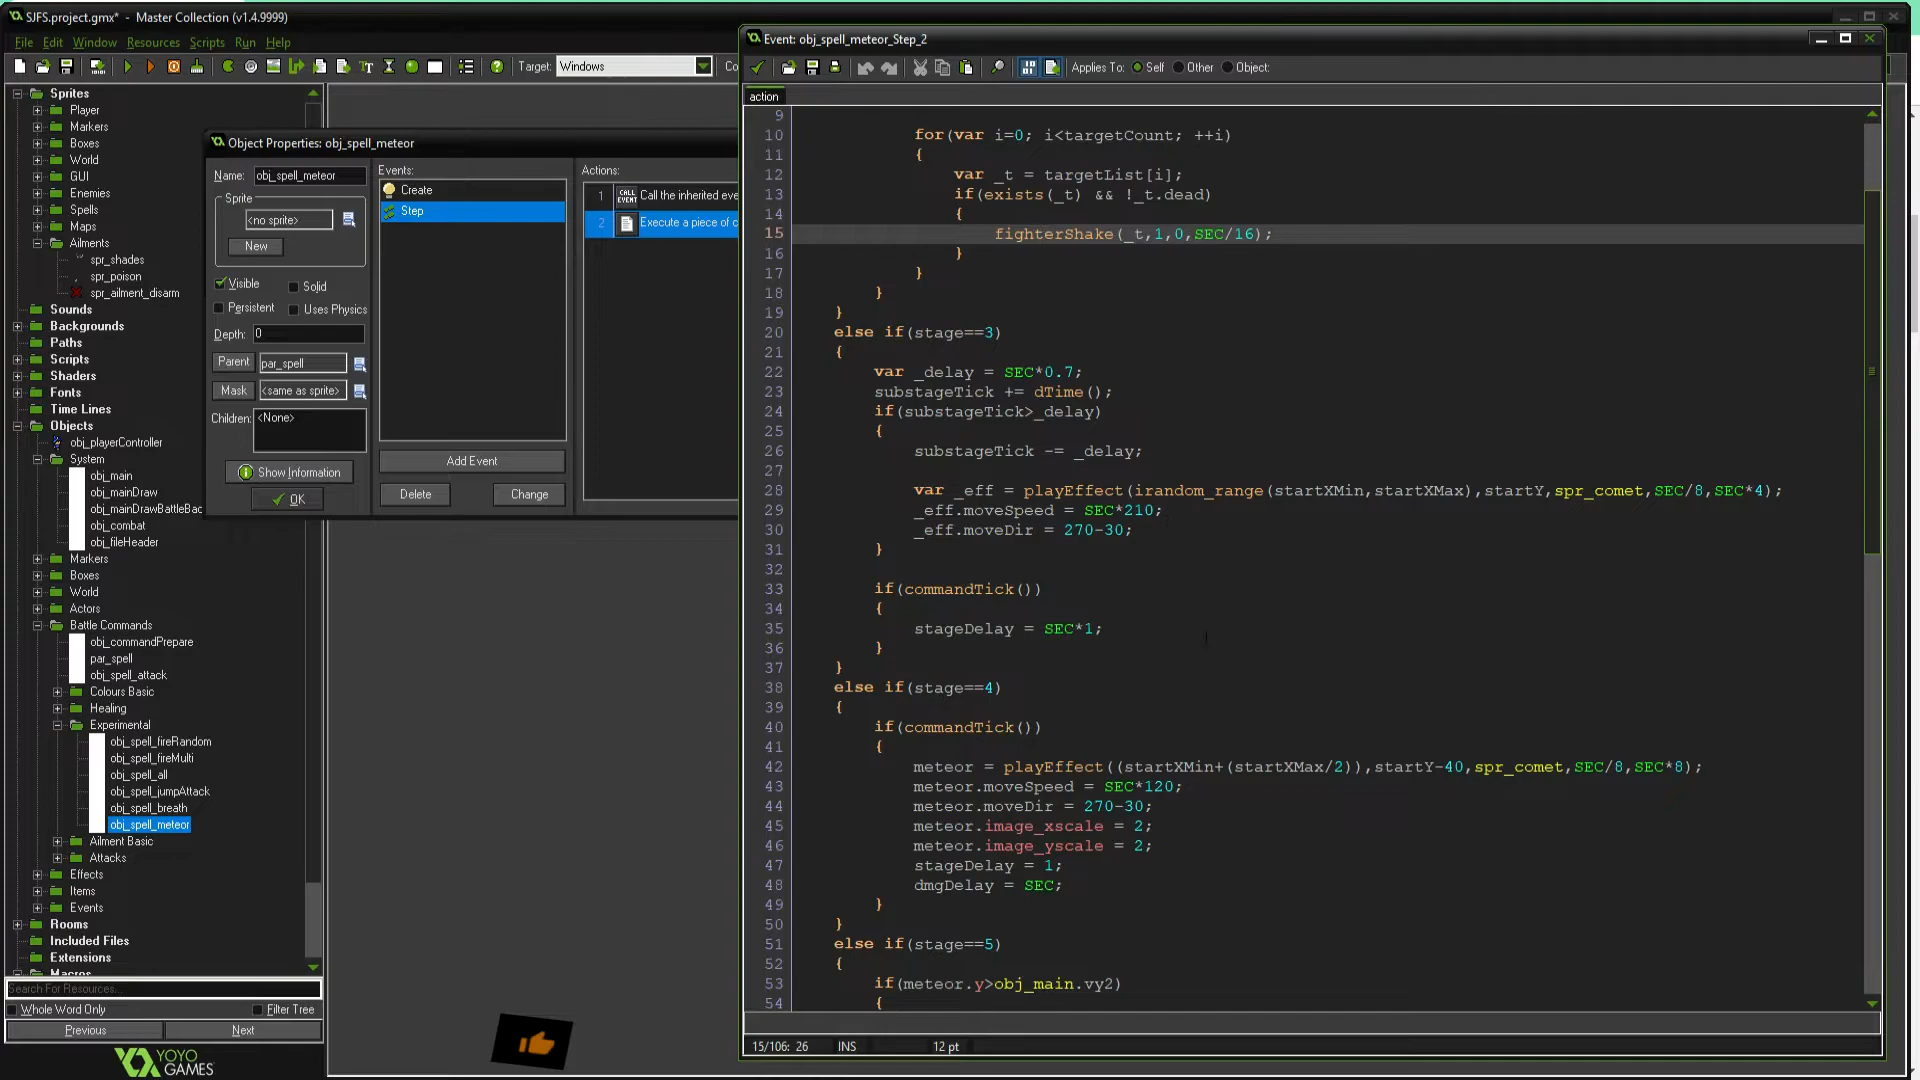 SJFS.project.gmx* - Master Collection (v1.4.9999)
File Edit Window Resources Scripts Run Help
Target: Windows
Sprites
Player
Markers
Boxes
World
GUI
Enemies
Spells
Maps
Ailments
spr_shades
spr_poison
spr_ailment_disarm
Sounds
Backgrounds
Paths
Scripts
Shaders
Fonts
Time Lines
Objects
obj_playerController
System
obj_main
obj_mainDraw
obj_mainDrawBattleBac
obj_combat
obj_fileHeader
Markers
Boxes
World
Actors
Battle Commands
obj_commandPrepare
par_spell
obj_spell_attack
Colours Basic
Healing
Experimental
obj_spell_fireRandom
obj_spell_fireMulti
obj_spell_all
obj_spell_jumpAttack
obj_spell_breath
obj_spell_meteor
Ailment Basic
Attacks
Effects
Items
Events
Rooms
Included Files
Extensions
Macros
Search For Resources...
Whole Word Only Filter Tree
Previous Next
YOYO
GAMES
Object Properties: obj_spell_meteor
Name: obj_spell_meteor
Sprite
<no sprite>
New
Visible Solid
Persistent Uses Physics
Depth: 0
Parent par_spell
Mask <same as sprite>
Children: <None>
Show Information
OK
Events:
Create
Step
Add Event
Delete Change
Actions:
1 CALL EVENT Call the inherited eve
2 Execute a piece of c
Event: obj_spell_meteor_Step_2
Applies To: Self Other Object:
action
9
10 for(var i=0; i<targetCount; ++i)
11 {
12 var _t = targetList[i];
13 if(exists(_t) && !_t.dead)
14 {
15 fighterShake(_t,1,0,SEC/16);
16 }
17 }
18 }
19 }
20 else if(stage==3)
21 {
22 var _delay = SEC*0.7;
23 substageTick += dTime();
24 if(substageTick>_delay)
25 {
26 substageTick -= _delay;
27
28 var _eff = playEffect(irandom_range(startXMin,startXMax),startY,spr_comet,SEC/8,SEC*4);
29 _eff.moveSpeed = SEC*210;
30 _eff.moveDir = 270-30;
31 }
32
33 if(commandTick())
34 {
35 stageDelay = SEC*1;
36 }
37 }
38 else if(stage==4)
39 {
40 if(commandTick())
41 {
42 meteor = playEffect((startXMin+(startXMax/2)),startY-40,spr_comet,SEC/8,SEC*8);
43 meteor.moveSpeed = SEC*120;
44 meteor.moveDir = 270-30;
45 meteor.image_xscale = 2;
46 meteor.image_yscale = 2;
47 stageDelay = 1;
48 dmgDelay = SEC;
49 }
50 }
51 else if(stage==5)
52 {
53 if(meteor.y>obj_main.vy2)
54 {
15/106: 26 INS 12 pt